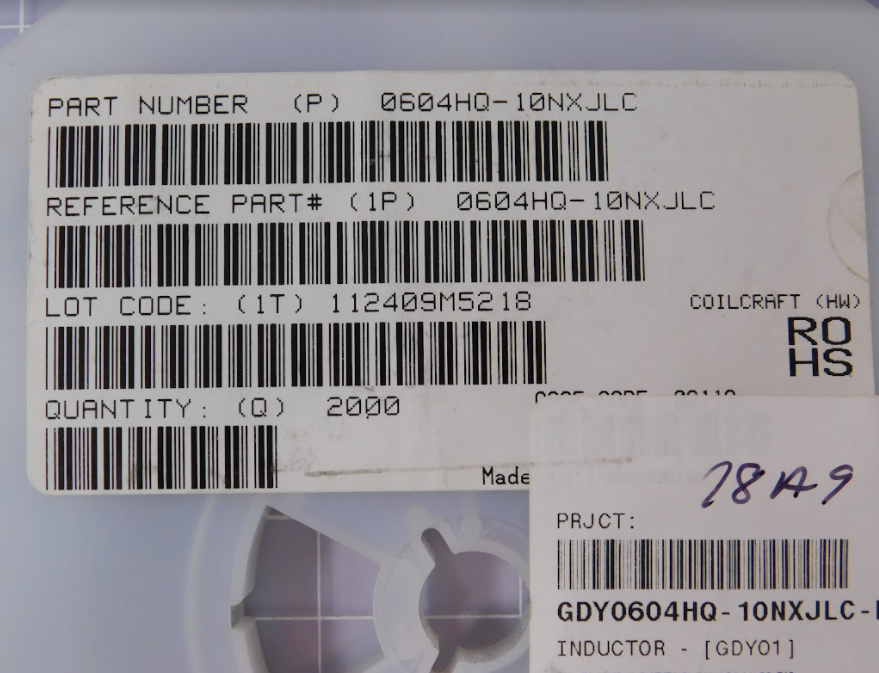 PART NUMBER (P) 0604HQ-10NXJLC
REFERENCE PART# (1P) 0604HQ-10NXJLC
LOT CODE: (1T) 112409M5218
COILCRAFT (HW)
RO
HS
QUANTITY: (Q) 2000
Made
78A9
PRJCT:
GDY0604HQ-10NXJLC-
INDUCTOR - [GDY01]